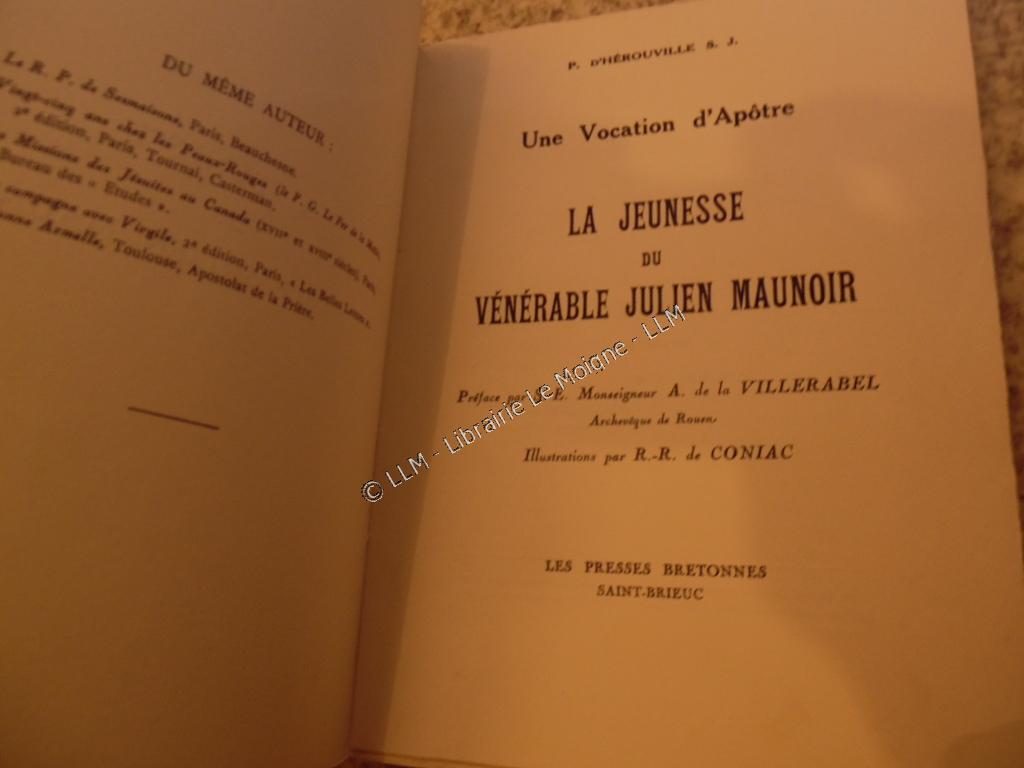 DU MÊME AUTEUR :
Le R. P. de Sesmaisons, Paris, Beauchesne.
Vingt-cinq ans chez les Peaux-Rouges (le P. G. Le Fer de la Motte,
2e édition, Paris, Tournai, Casterman.
Missions des Jésuites au Canada (XVIIe et XVIIIe siècles), Paris,
Bureau des « Etudes ».
campagne avec Virgile, 2e édition, Paris, « Les Belles Lettres ».
Armelle, Toulouse, Apostolat de la Prière.
P. D'HÉROUVILLE S. J.
Une Vocation d'Apôtre
LA JEUNESSE
DU
VÉNÉRABLE JULIEN MAUNOIR
Préface par S. E. Monseigneur A. de la VILLERABEL
Archevêque de Rouen
Illustrations par R.-R. de CONIAC
LES PRESSES BRETONNES
SAINT-BRIEUC
© LLM - Librairie Le Moigne - LLM